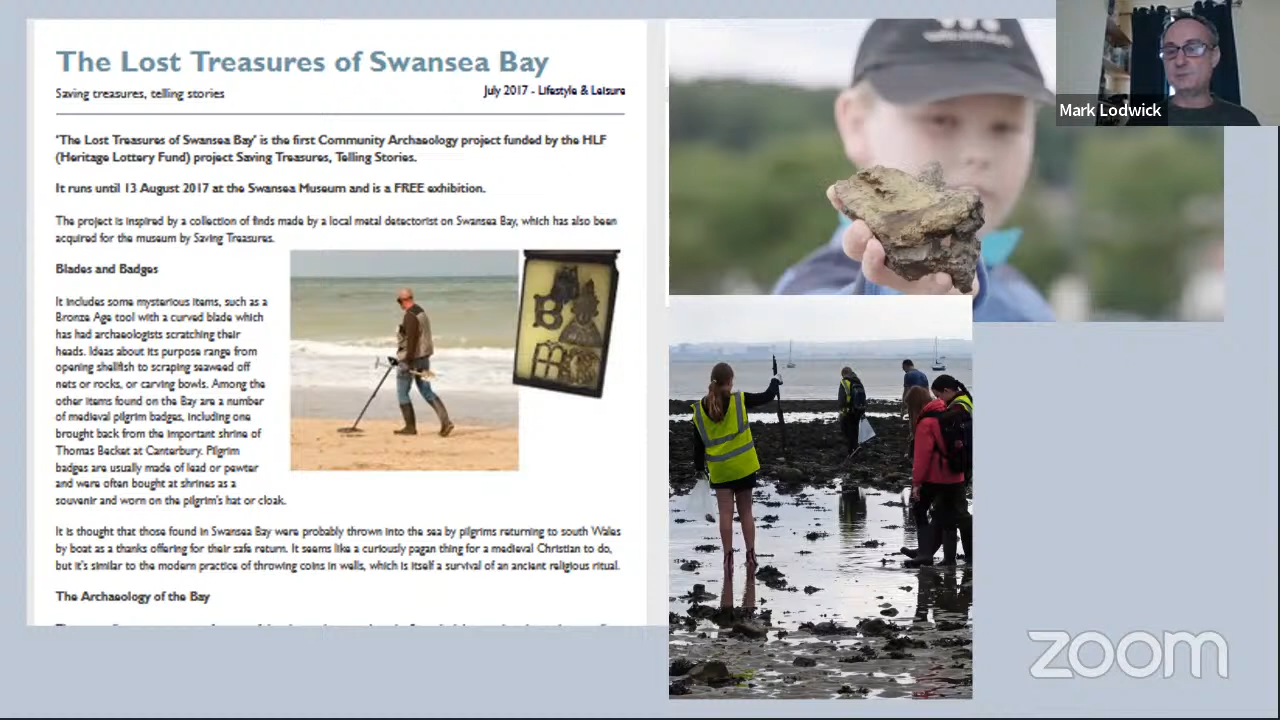 The Lost Treasures of Swansea Bay
Saving treasures, telling stories
July 2017 - Lifestyle & Leisure
'The Lost Treasures of Swansea Bay' is the first Community Archaeology project funded by the HLF
(Heritage Lottery Fund) project Saving Treasures, Telling Stories.
It runs until 13 August 2017 at the Swansea Museum and is a FREE exhibition.
The project is inspired by a collection of finds made by a local metal detectorist on Swansea Bay, which has also been
acquired for the museum by Saving Treasures.
Blades and Badges
It includes some mysterious items, such as a
Bronze Age tool with a curved blade which
has had archaeologists scratching their
heads. Ideas about its purpose range from
opening shellfish to scraping seaweed off
nets or rocks, or carving bowls. Among the
other items found on the Bay are a number
of medieval pilgrim badges, including one
brought back from the important shrine of
Thomas Becket at Canterbury. Pilgrim
badges are usually made of lead or pewter
and were often bought at shrines as a
souvenir and worn on the pilgrim's hat or cloak.
It is thought that those found in Swansea Bay were probably thrown into the sea by pilgrims returning to south Wales
by boat as a thanks offering for their safe return. It seems like a curiously pagan thing for a medieval Christian to do,
but it's similar to the modern practice of throwing coins in wells, which is itself a survival of an ancient religious ritual.
The Archaeology of the Bay
Mark Lodwick
zoom